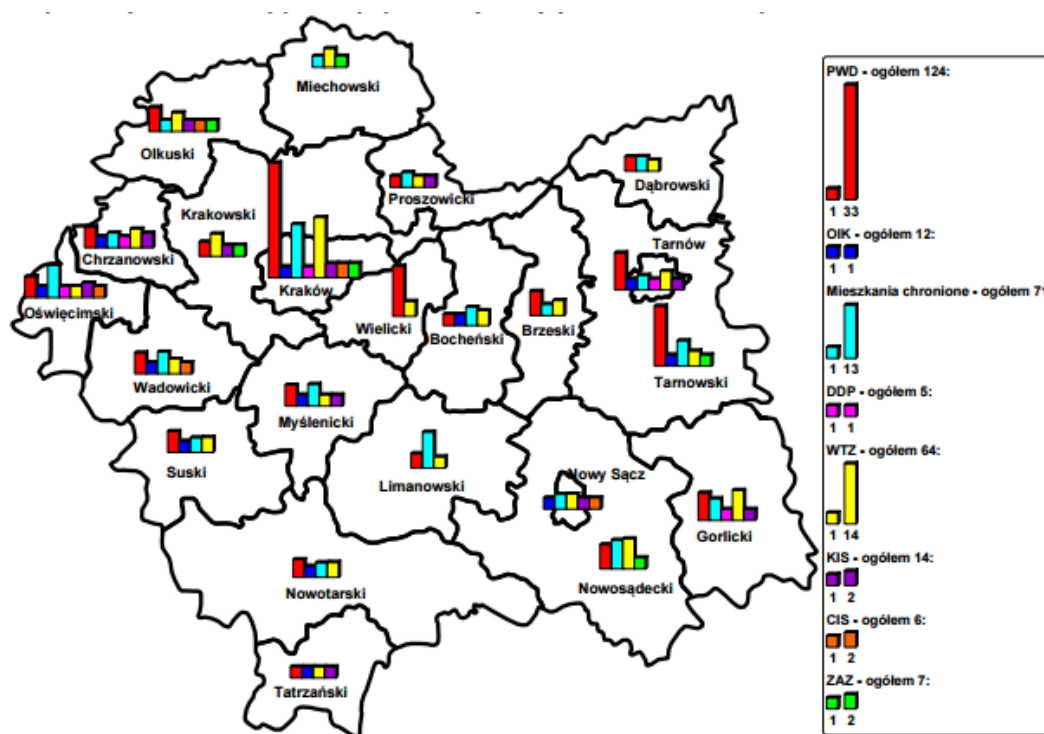 Miechowski
Olkuski
Proszowicki
Dąbrowski
Krakowski
Chrzanowski
Kraków
Tarnów
Oświęcimski
Wielicki
Bocheński
Brzeski
Tarnowski
Wadowicki
Myślenicki
Suski
Limanowski
Nowy Sącz
Gorlicki
Nowosądecki
Nowotarski
Tatrzański
PWD - ogółem 124:
1 33
OIK - ogółem 12:
1 1
Mieszkania chronione - ogółem 71
1 13
DDP - ogółem 5:
1 1
WTZ - ogółem 64:
1 14
KIS - ogółem 14:
1 2
CIS - ogółem 6:
1 2
ZAZ - ogółem 7:
1 2